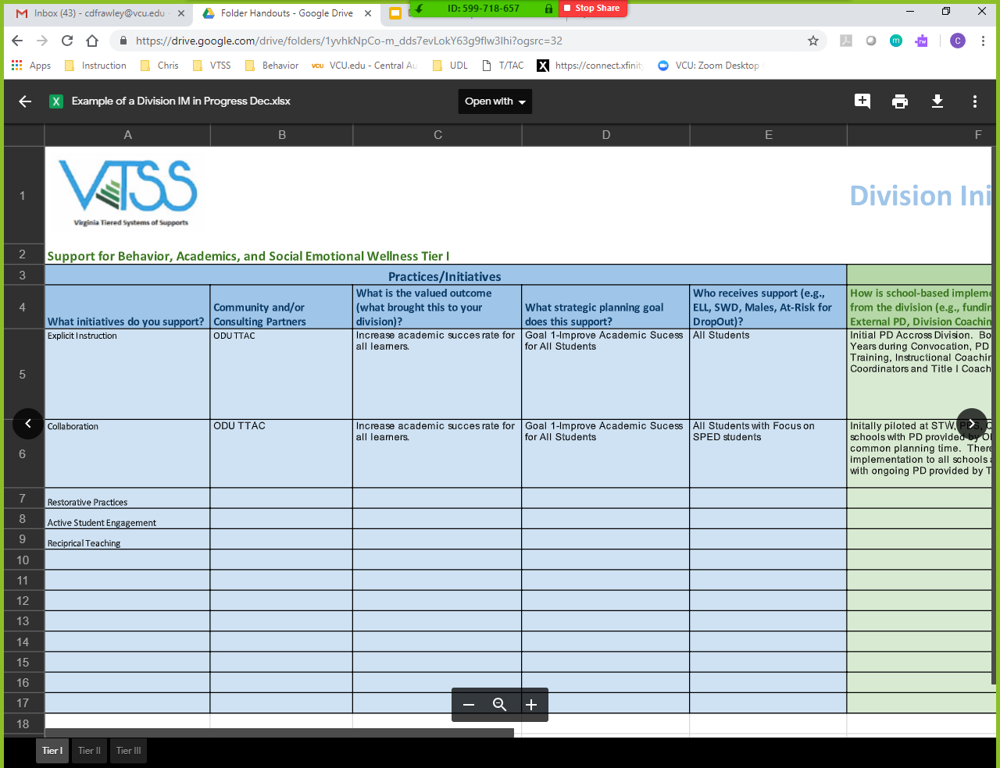 Inbox (43) - cdfrawley@vcu.edu -
Folder Handouts - Google Drive
ID: 599-718-657
Stop Share
https://drive.google.com/drive/folders/1yvhkNpCo-m_dds7evLokY63g9flw3lhi?ogsrc=32
Apps Instruction Chris VTSS Behavior VCU.edu - Central Au UDL T/TAC https://connect.xfinit VCU: Zoom Desktop
Example of a Division IM in Progress Dec.xlsx
Open with
A B C D E F
1
VTSS
Virginia Tiered Systems of Supports
Division Ini
2
Support for Behavior, Academics, and Social Emotional Wellness Tier I
3
Practices/Initiatives
4
What initiatives do you support?
Community and/or
Consulting Partners
What is the valued outcome
(what brought this to your
division)?
What strategic planning goal
does this support?
Who receives support (e.g.,
ELL, SWD, Males, At-Risk for
DropOut)?
How is school-based impleme
from the division (e.g., fundin
External PD, Division Coachin
5
Explicit Instruction
ODU TTAC
Increase academic succes rate for
all learners.
Goal 1-Improve Academic Sucess
for All Students
All Students
Initial PD Accross Division. Bo
Years during Convocation, PD
Training, Instructional Coachir
Coordinators and Title I Coach
6
Collaboration
ODU TTAC
Increase academic succes rate for
all learners.
Goal 1-Improve Academic Sucess
for All Students
All Students with Focus on
SPED students
Initally piloted at STW,
schools with PD provided by
common planning time. There
implementation to all schools
with ongoing PD provided by T
7
Restorative Practices
8
Active Student Engagement
9
Reciprical Teaching
10
11
12
13
14
15
16
17
18
Tier I Tier II Tier III